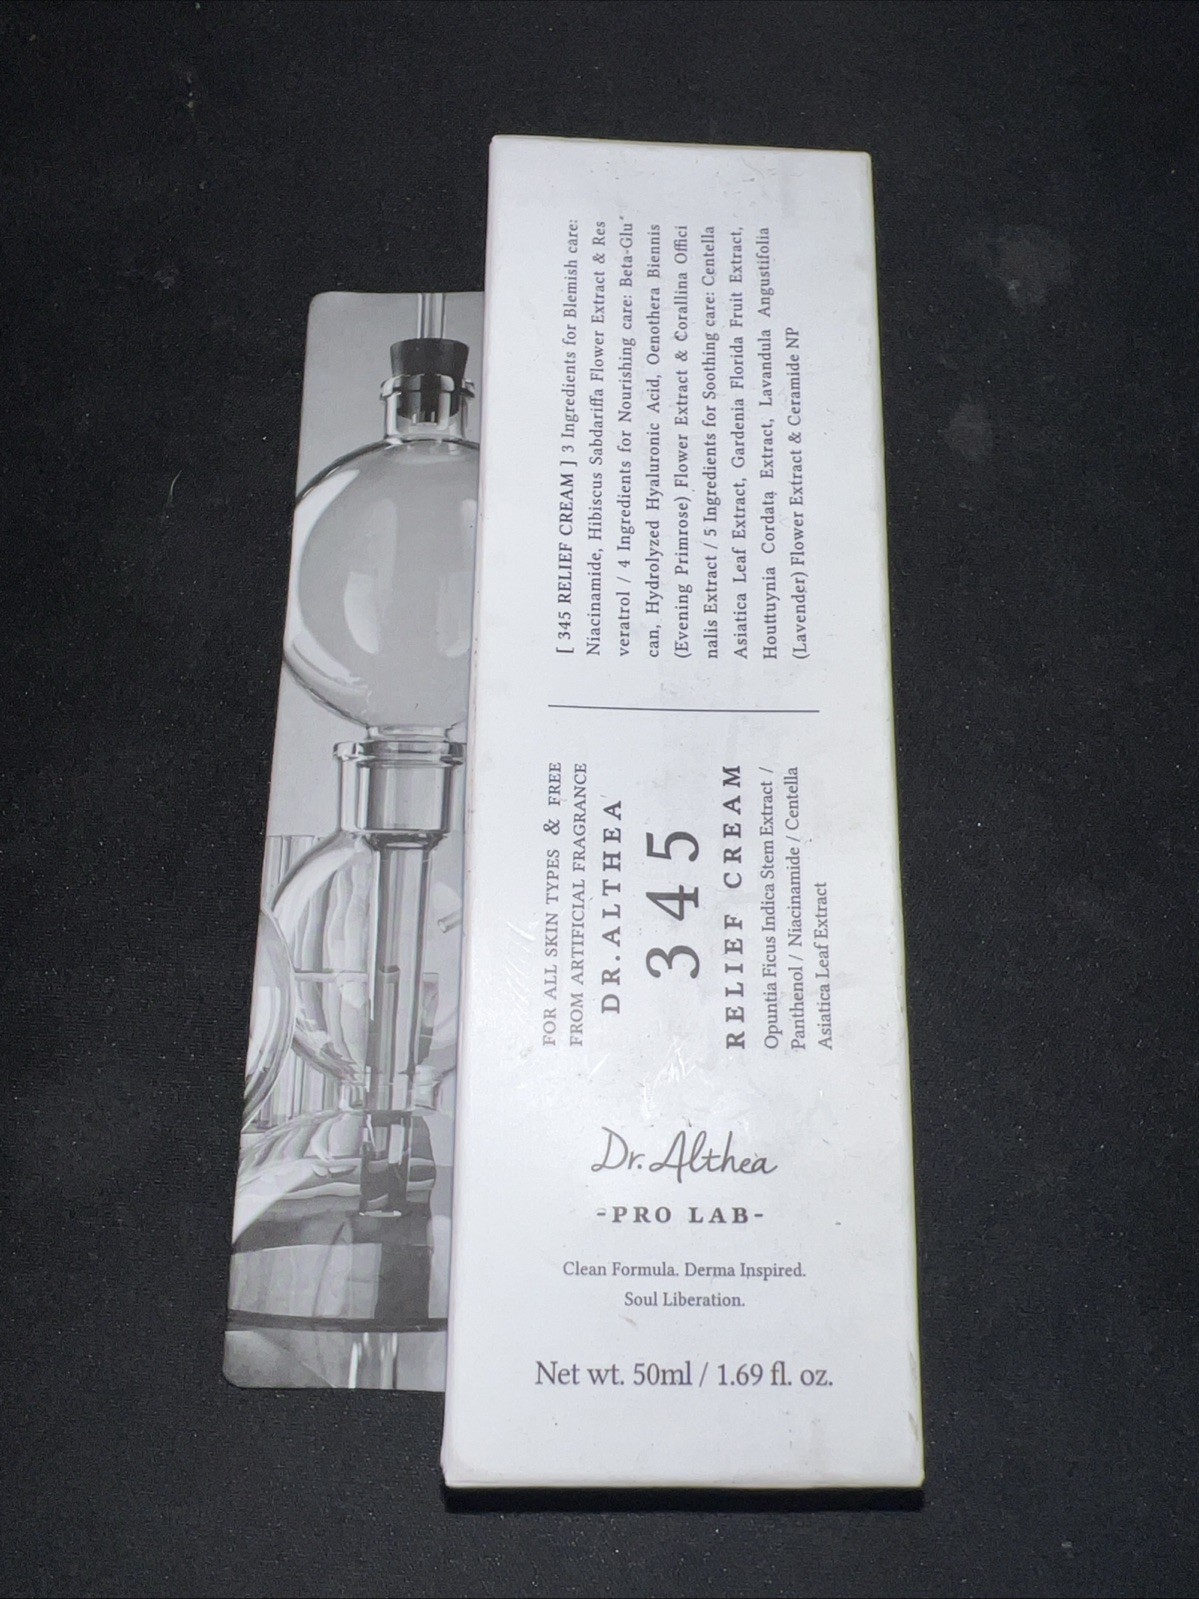 [ 345 RELIEF CREAM ] 3 Ingredients for Blemish care:
Niacinamide, Hibiscus Sabdariffa Flower Extract & Res
veratrol / 4 Ingredients for Nourishing care: Beta-Glu
can, Hydrolyzed Hyaluronic Acid, Oenothera Biennis
(Evening Primrose) Flower Extract & Corallina Offici
nalis Extract / 5 Ingredients for Soothing care: Centella
Asiatica Leaf Extract, Gardenia Florida Fruit Extract,
Houttuynia Cordata Extract, Lavandula Angustifolia
(Lavender) Flower Extract & Ceramide NP
FOR ALL SKIN TYPES & FREE
FROM ARTIFICIAL FRAGRANCE
DR.ALTHEA
345
RELIEF CREAM
Opuntia Ficus Indica Stem Extract /
Panthenol / Niacinamide / Centella
Asiatica Leaf Extract
Dr. Althea
-PRO LAB-
Clean Formula. Derma Inspired.
Soul Liberation.
Net wt. 50ml / 1.69 fl. oz.